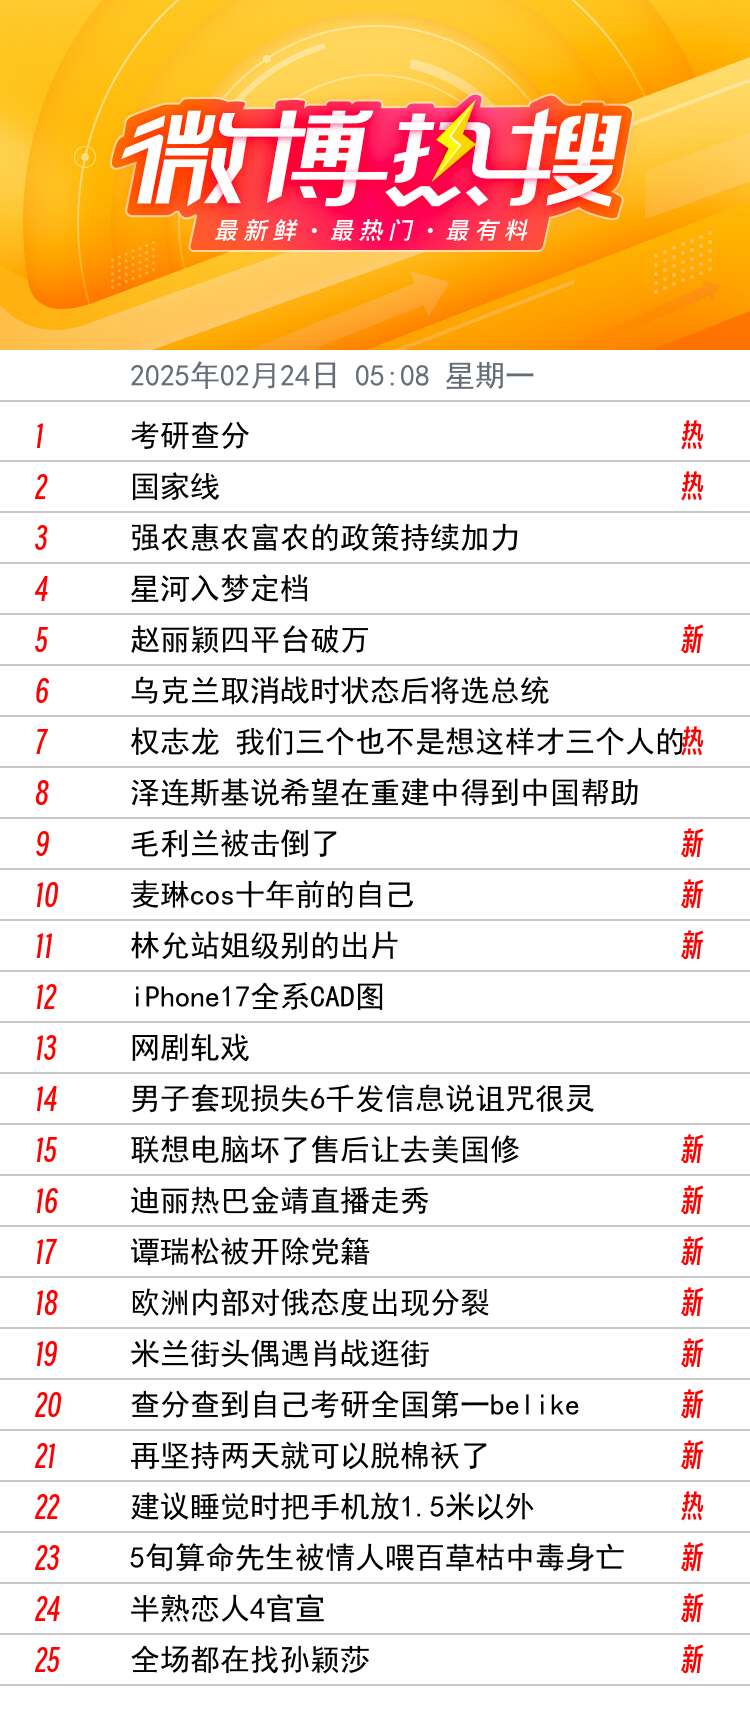 微博热搜
最新鲜·最热门·最有料
2025年02月24日 05:08 星期一
1 考研查分 热
2 国家线 热
3 强农惠农富农的政策持续加力
4 星河入梦定档
5 赵丽颖四平台破万 新
6 乌克兰取消战时状态后将选总统
7 权志龙 我们三个也不是想这样才三个人的 热
8 泽连斯基说希望在重建中得到中国帮助
9 毛利兰被击倒了 新
10 麦琳cos十年前的自己 新
11 林允站姐级别的出片 新
12 iPhone17全系CAD图
13 网剧轧戏
14 男子套现损失6千发信息说诅咒很灵
15 联想电脑坏了售后让去美国修 新
16 迪丽热巴金靖直播走秀 新
17 谭瑞松被开除党籍 新
18 欧洲内部对俄态度出现分裂 新
19 米兰街头偶遇肖战逛街 新
20 查分查到自己考研全国第一belike 新
21 再坚持两天就可以脱棉袄了 新
22 建议睡觉时把手机放1.5米以外 热
23 5旬算命先生被情人喂百草枯中毒身亡 新
24 半熟恋人4官宣 新
25 全场都在找孙颖莎 新